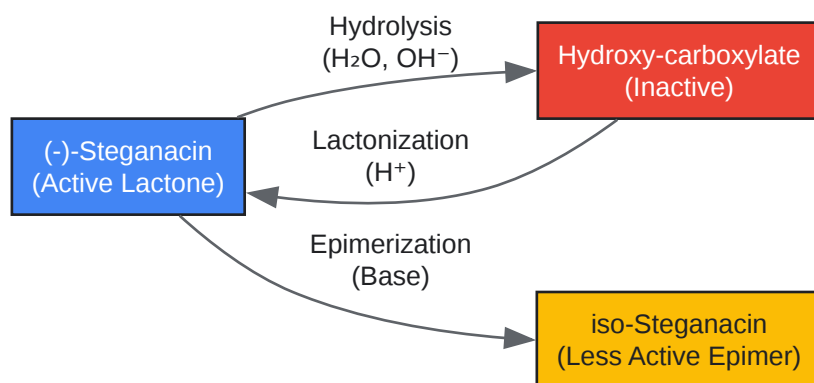 Hydrolysis
(H₂O, OH⁻)
Hydroxy-carboxylate
(Inactive)
(-)-Steganacin
(Active Lactone)
Lactonization
(H⁺)
Epimerization
(Base)
iso-Steganacin
(Less Active Epimer)